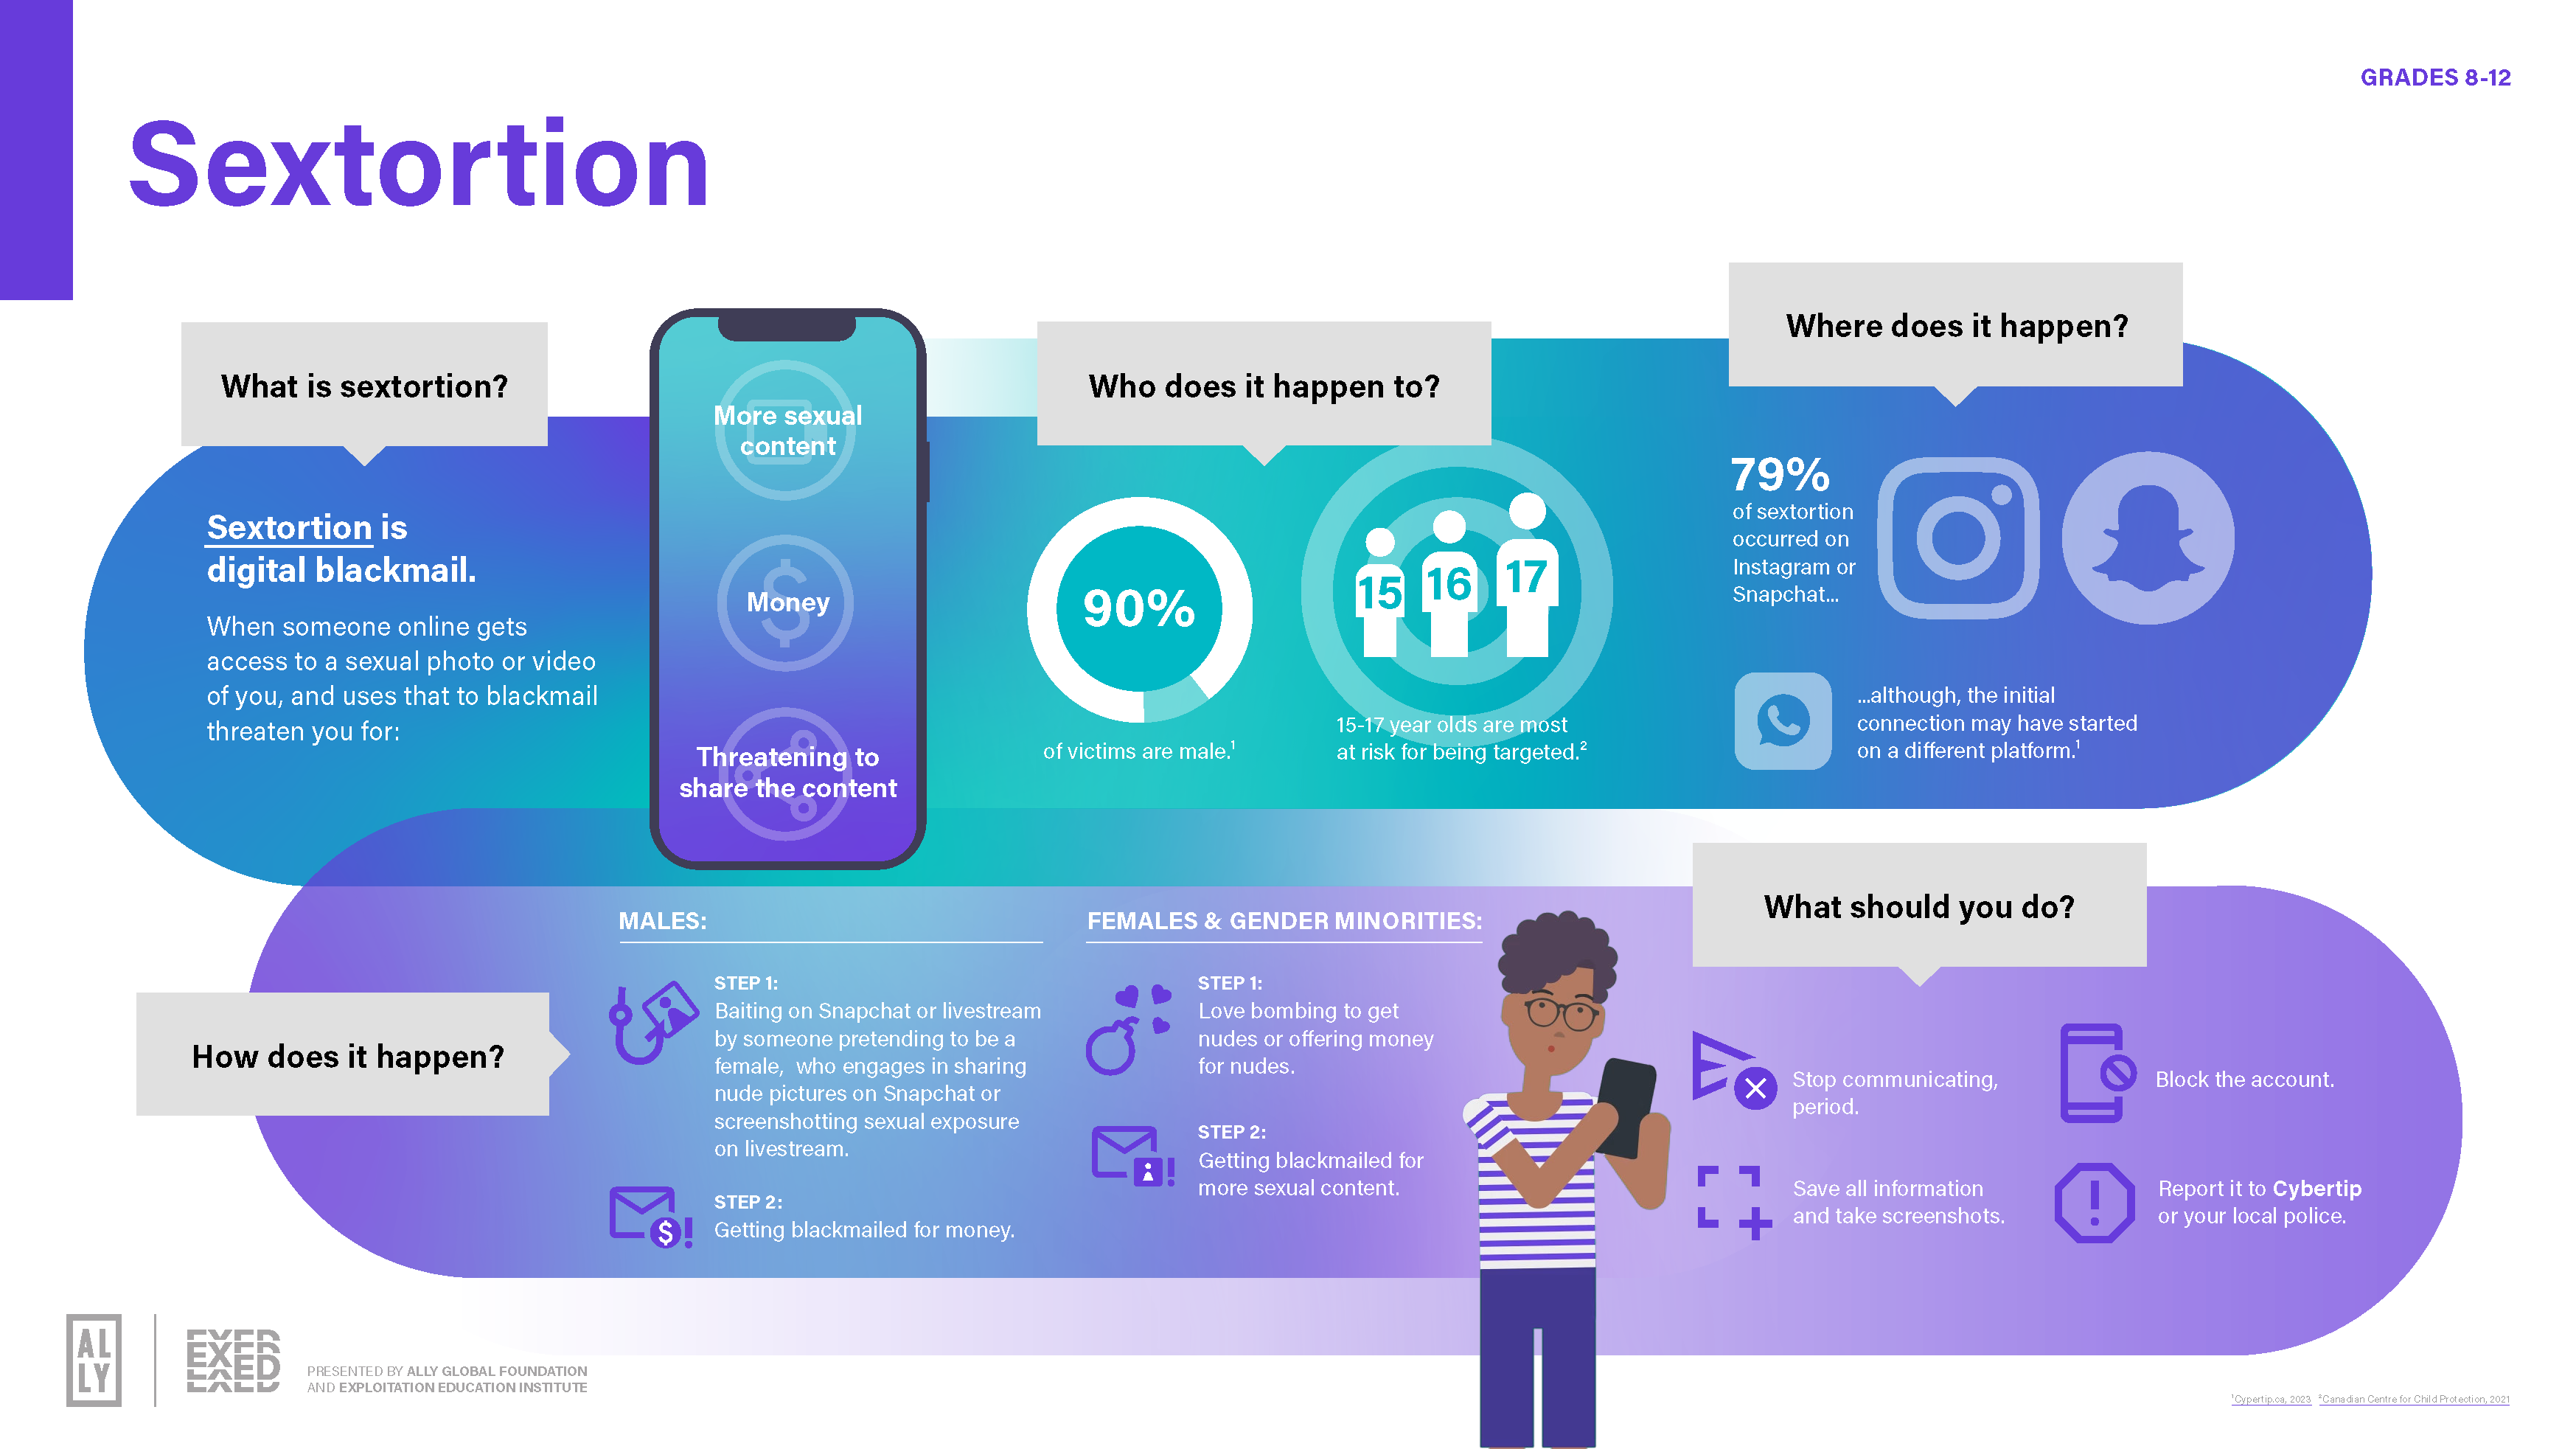 GRADES 8-12
Sextortion
What is sextortion?
Sextortion is
digital blackmail.
When someone online gets
access to a sexual photo or video
of you, and uses that to blackmail
threaten you for:
More sexual
content
Money
Threatening to
share the content
Who does it happen to?
90%
of victims are male.¹
15 16 17
15-17 year olds are most
at risk for being targeted.²
Where does it happen?
79%
of sextortion
occurred on
Instagram or
Snapchat...
...although, the initial
connection may have started
on a different platform.¹
How does it happen?
MALES:
STEP 1:
Baiting on Snapchat or livestream
by someone pretending to be a
female, who engages in sharing
nude pictures on Snapchat or
screenshotting sexual exposure
on livestream.
STEP 2:
Getting blackmailed for money.
FEMALES & GENDER MINORITIES:
STEP 1:
Love bombing to get
nudes or offering money
for nudes.
STEP 2:
Getting blackmailed for
more sexual content.
What should you do?
Stop communicating,
period.
Block the account.
Save all information
and take screenshots.
Report it to Cybertip
or your local police.
AL
LY
EXED
PRESENTED BY ALLY GLOBAL FOUNDATION
AND EXPLOITATION EDUCATION INSTITUTE
¹Cypertip.ca, 2023 ²Canadian Centre for Child Protection, 2021